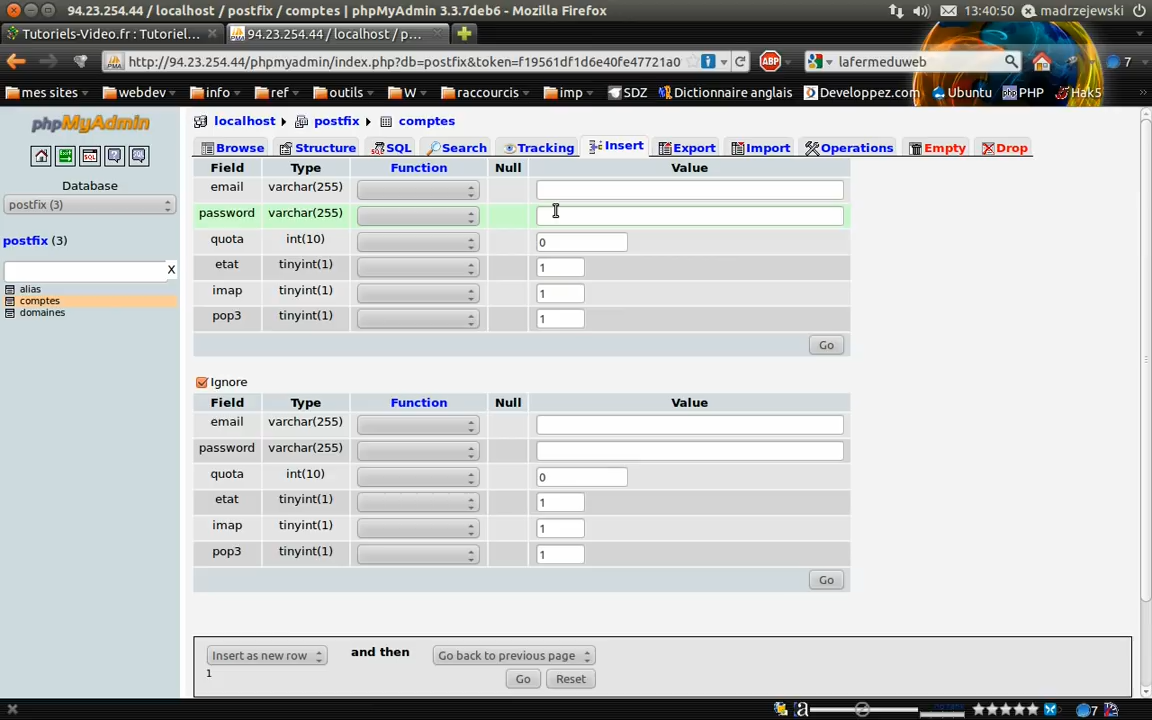 94.23.254.44 / localhost / postfix / comptes | phpMyAdmin 3.3.7deb6 - Mozilla Firefox
13:40:50 madrzejewski
Tutoriels-Video.fr : Tutoriel...
94.23.254.44 / localhost / p...
http://94.23.254.44/phpmyadmin/index.php?db=postfix&token=f19561df1d6e40fe47721a0
ABP
lafermeduweb
7
mes sites webdev info ref outils W raccourcis imp SDZ Dictionnaire anglais Developpez.com Ubuntu PHP Hak5
phpMyAdmin
localhost postfix comptes
Browse Structure SQL Search Tracking Insert Export Import Operations Empty Drop
Database
postfix (3)
postfix (3)
X
alias
comptes
domaines
Field Type Function Null Value
email varchar(255)
password varchar(255)
quota int(10) 0
etat tinyint(1) 1
imap tinyint(1) 1
pop3 tinyint(1) 1
Go
Ignore
Field Type Function Null Value
email varchar(255)
password varchar(255)
quota int(10) 0
etat tinyint(1) 1
imap tinyint(1) 1
pop3 tinyint(1) 1
Go
Insert as new row and then Go back to previous page
1
Go Reset
a
7